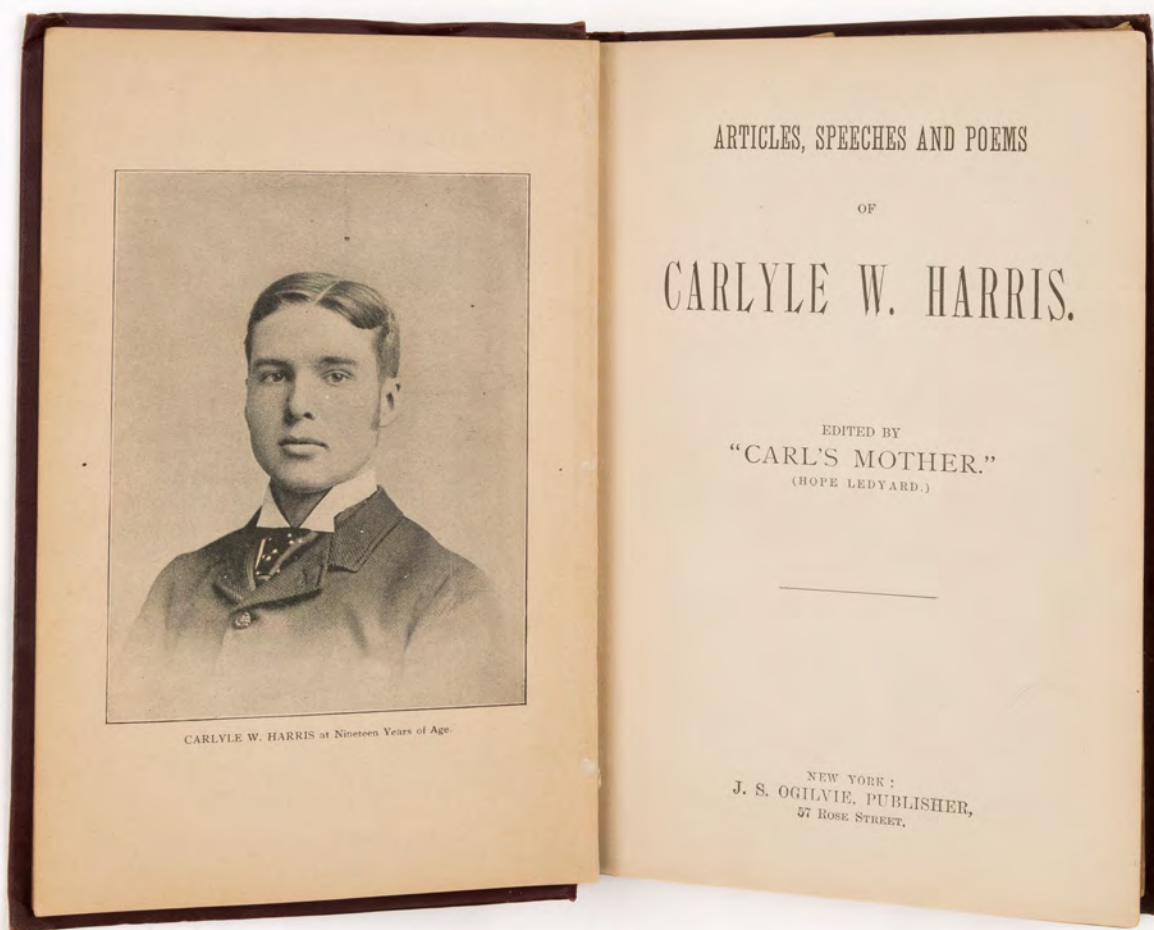 CARLYLE W. HARRIS at Nineteen Years of Age.
ARTICLES, SPEECHES AND POEMS
OF
CARLYLE W. HARRIS.
EDITED BY
"CARL'S MOTHER."
(HOPE LEDYARD.)
NEW YORK:
J. S. OGILVIE, PUBLISHER,
57 ROSE STREET.